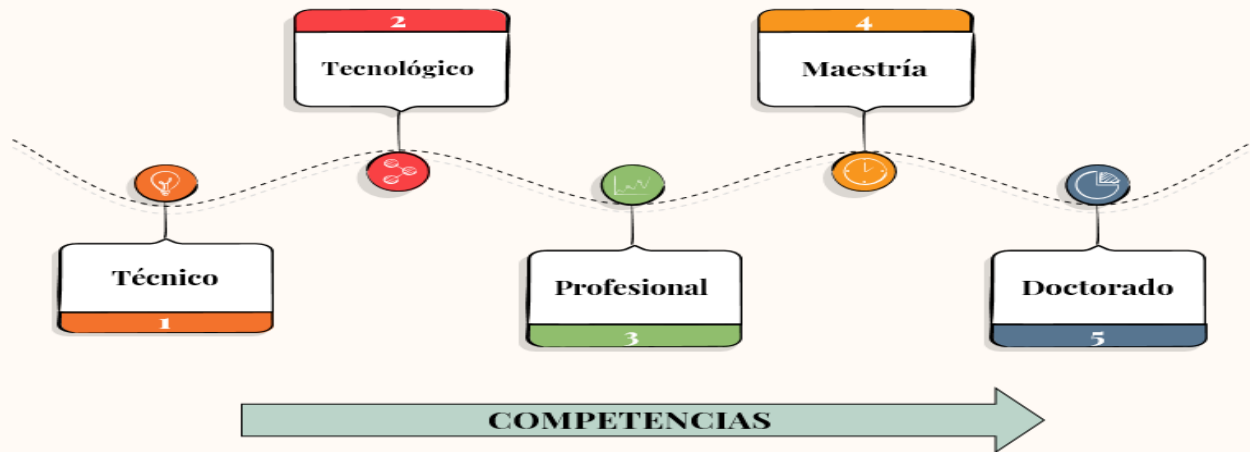 1
Técnico
2
Tecnológico
3
Profesional
4
Maestría
5
Doctorado
COMPETENCIAS